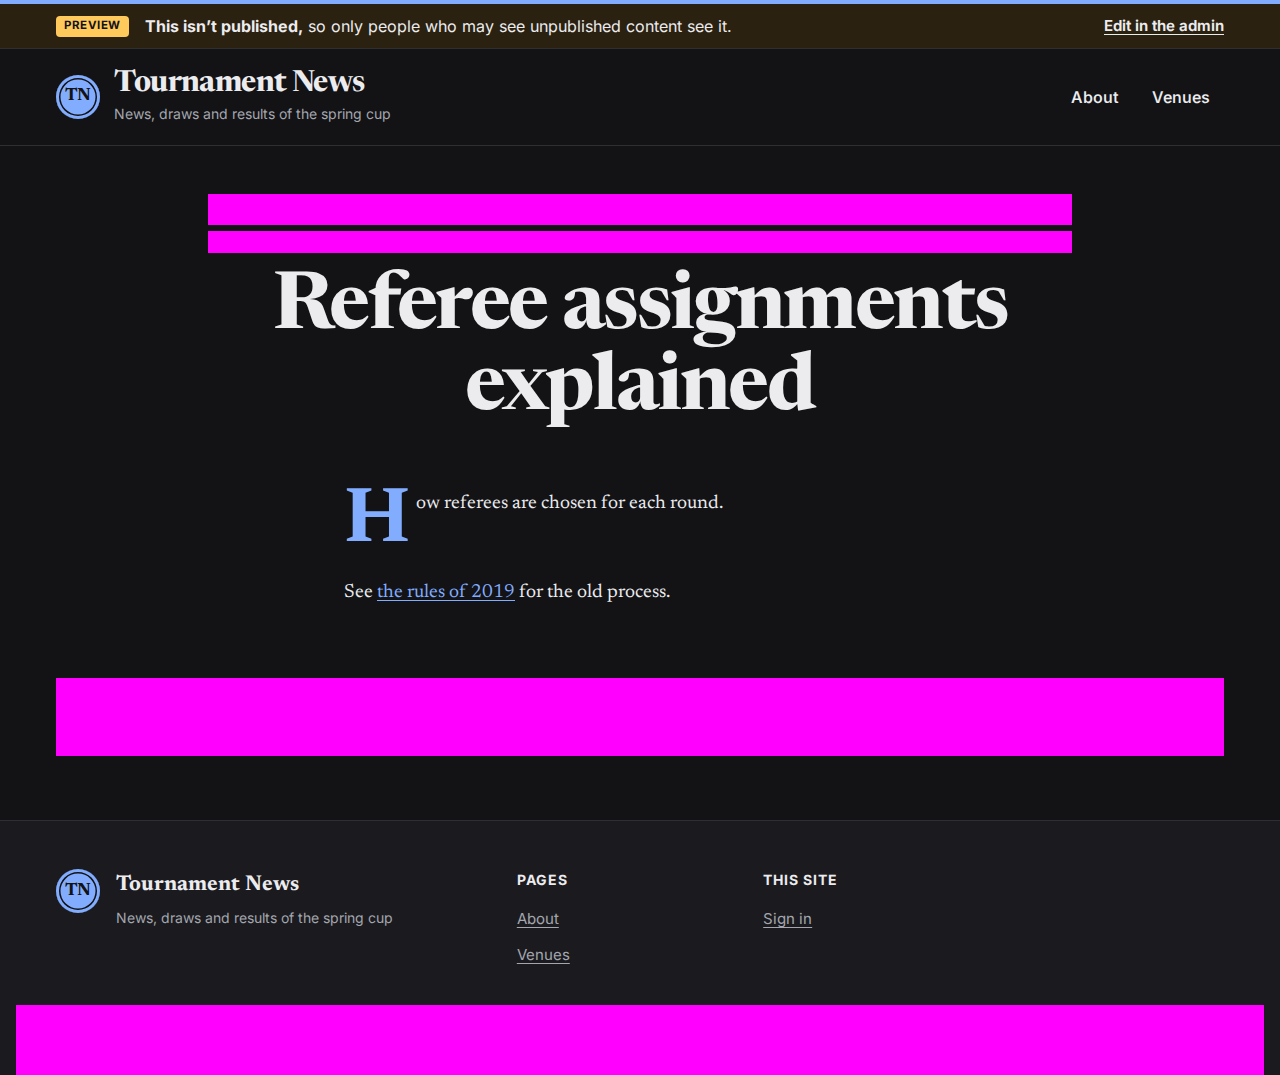 PREVIEW This isn’t published, so only people who may see unpublished content see it. Edit in the admin
TN Tournament News
News, draws and results of the spring cup
About Venues
Referee assignments
explained
How referees are chosen for each round.
See the rules of 2019 for the old process.
TN Tournament News
News, draws and results of the spring cup
PAGES
About
Venues
THIS SITE
Sign in